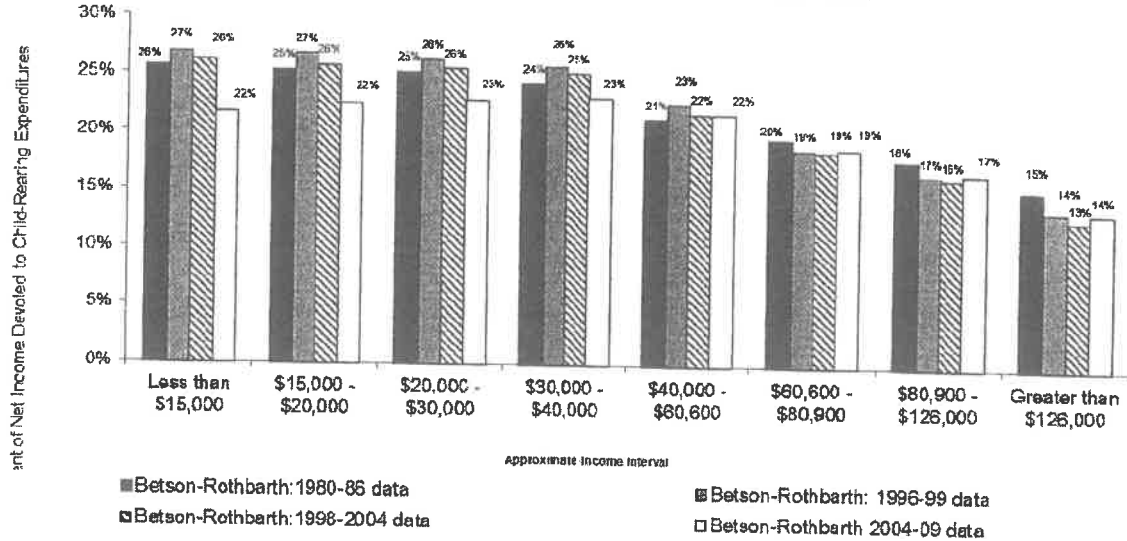 30%
25%
20%
15%
10%
5%
0%
ent of Net Income Devoted to Child-Rearing Expenditures
26% 27% 26% 22%
25% 27% 26% 22%
25% 26% 26% 23%
24% 26% 25% 23%
21% 23% 22% 22%
20% 19% 19% 19%
18% 17% 16% 17%
15% 14% 13% 14%
Less than
$15,000
$15,000 -
$20,000
$20,000 -
$30,000
$30,000 -
$40,000
$40,000 -
$60,600
$60,600 -
$80,900
$80,900 -
$126,000
Greater than
$126,000
Approximate Income Interval
Betson-Rothbarth: 1980-86 data
Betson-Rothbarth: 1996-99 data
Betson-Rothbarth: 1998-2004 data
Betson-Rothbarth 2004-09 data